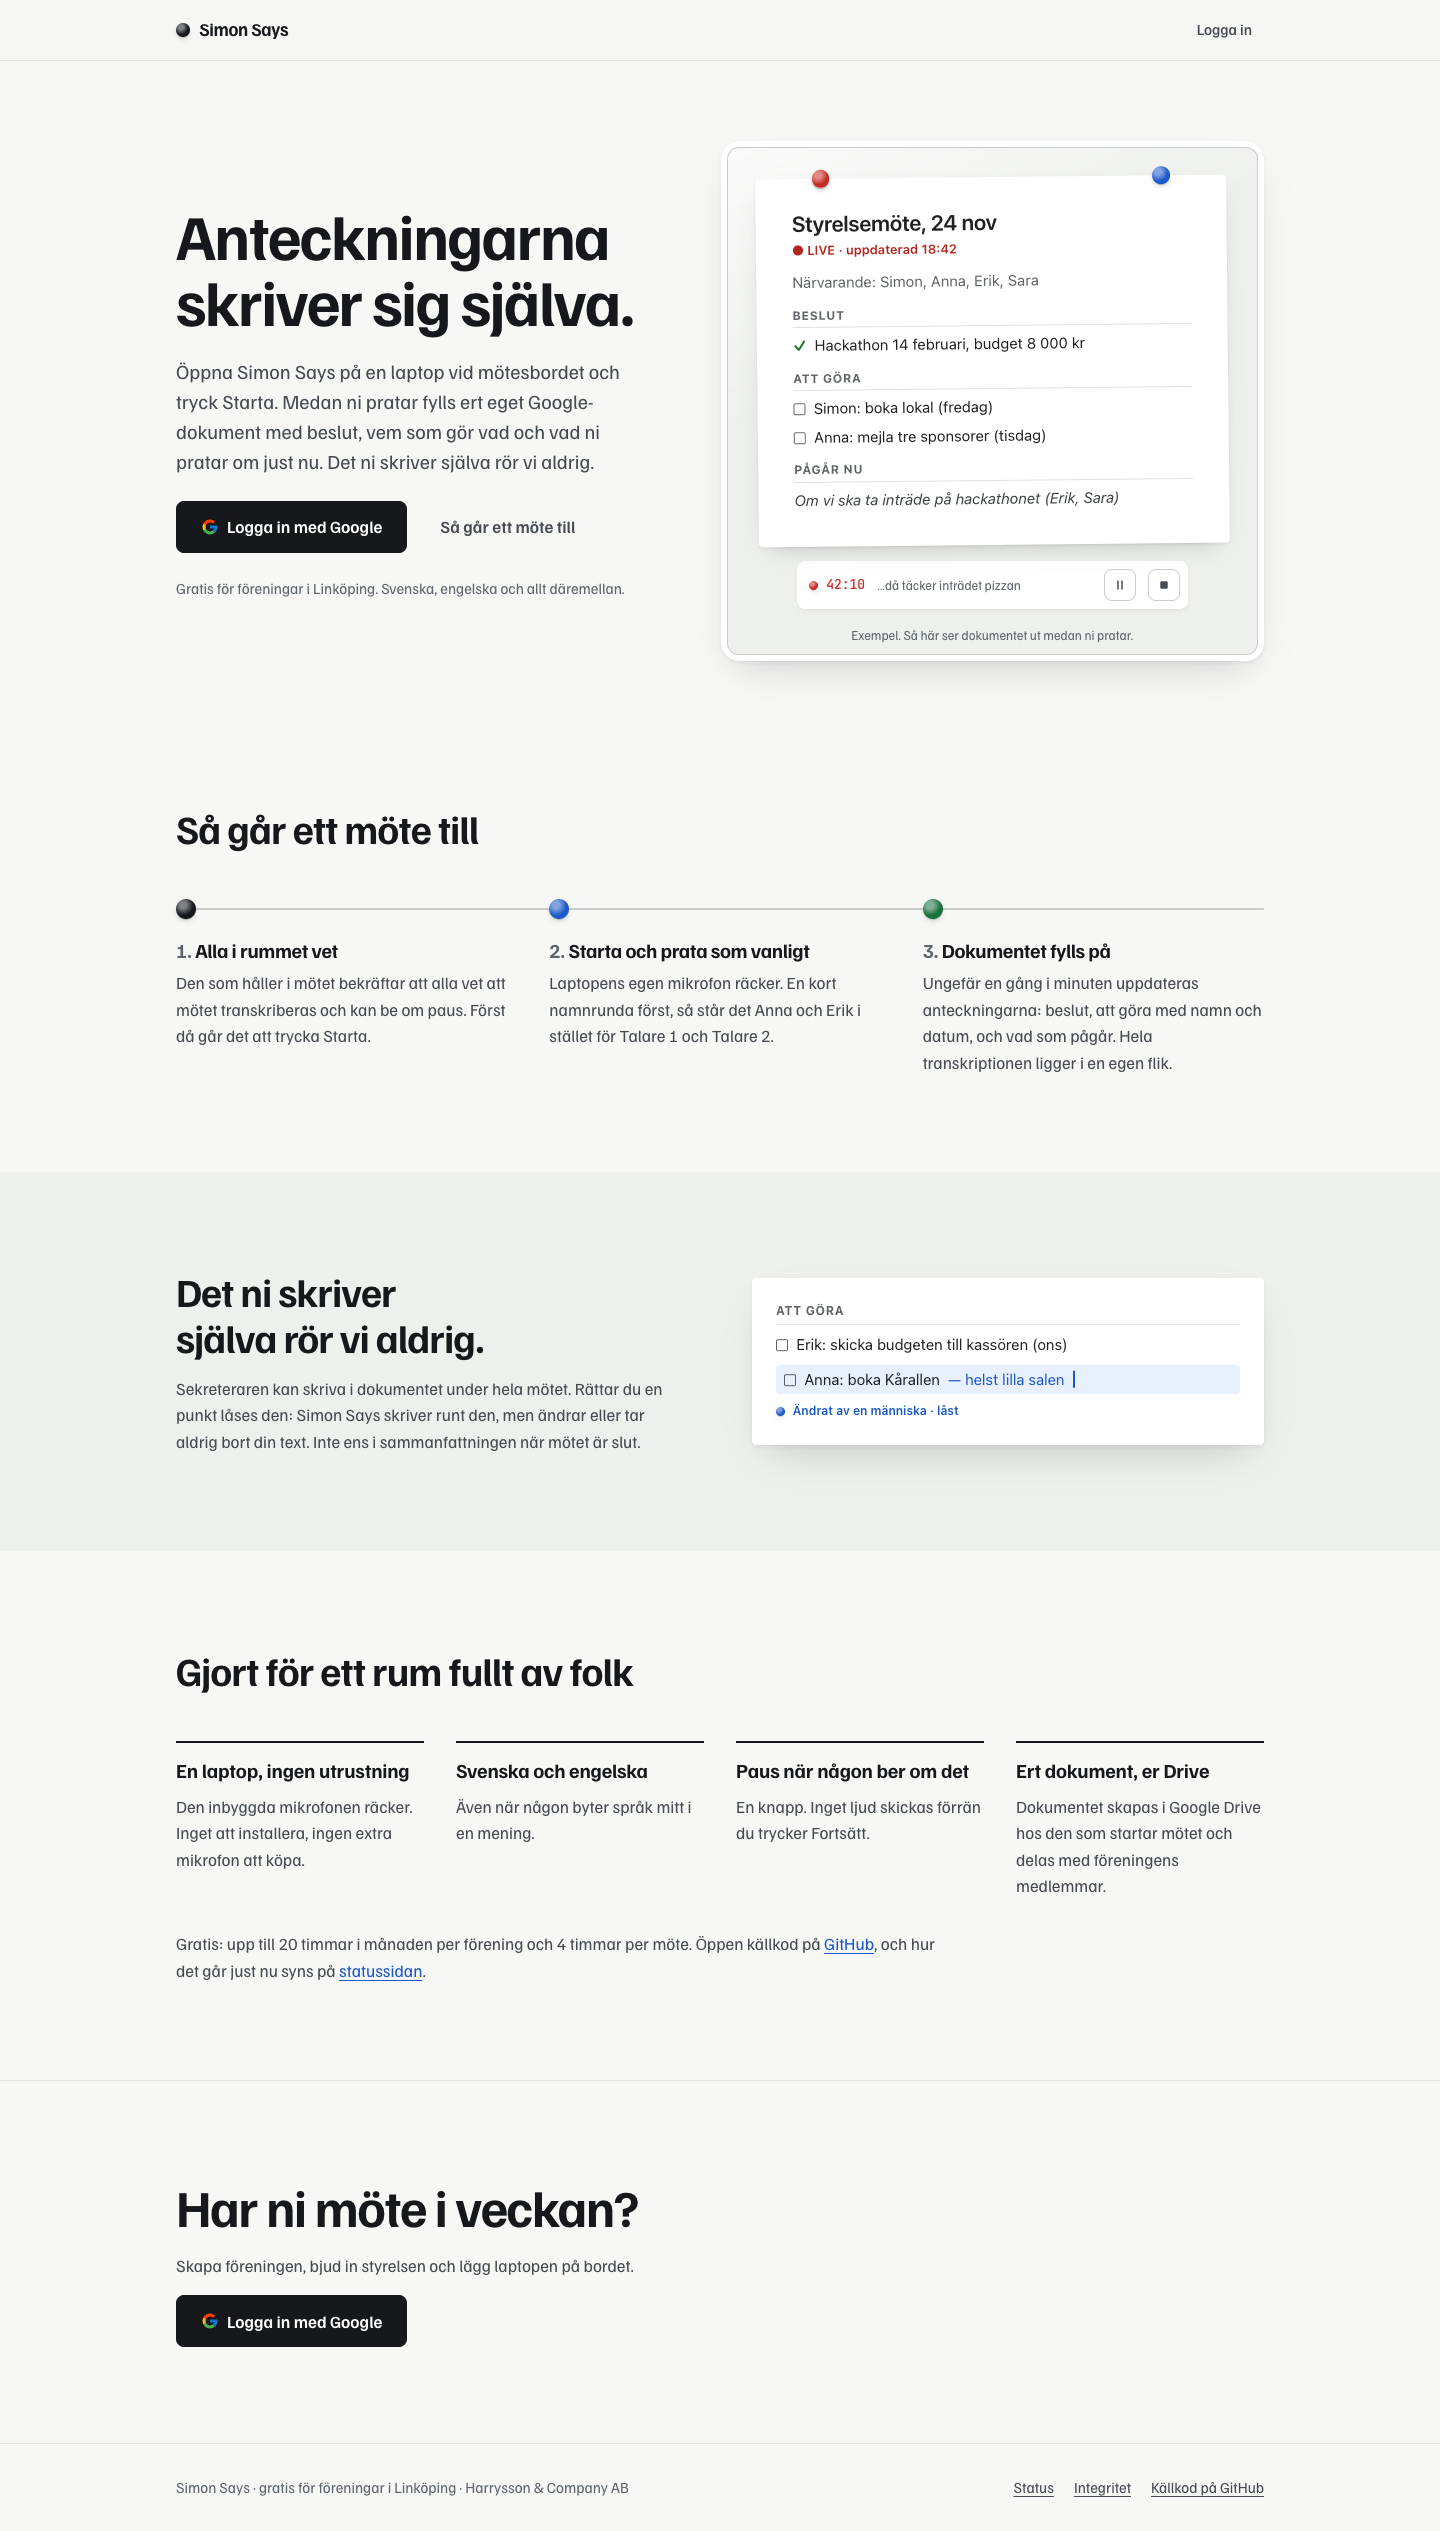 Simon Says
Logga in
Anteckningarna
skriver sig själva.
Öppna Simon Says på en laptop vid mötesbordet och
tryck Starta. Medan ni pratar fylls ert eget Google-
dokument med beslut, vem som gör vad och vad ni
pratar om just nu. Det ni skriver själva rör vi aldrig.
Logga in med Google
Så går ett möte till
Gratis för föreningar i Linköping. Svenska, engelska och allt däremellan.
Styrelsemöte, 24 nov
LIVE · uppdaterad 18:42
Närvarande: Simon, Anna, Erik, Sara
BESLUT
Hackathon 14 februari, budget 8 000 kr
ATT GÖRA
Simon: boka lokal (fredag)
Anna: mejla tre sponsorer (tisdag)
PÅGÅR NU
Om vi ska ta inträde på hackathonet (Erik, Sara)
42:10 …då täcker inträdet pizzan
Exempel. Så här ser dokumentet ut medan ni pratar.
Så går ett möte till
1. Alla i rummet vet
Den som håller i mötet bekräftar att alla vet att
mötet transkriberas och kan be om paus. Först
då går det att trycka Starta.
2. Starta och prata som vanligt
Laptopens egen mikrofon räcker. En kort
namnrunda först, så står det Anna och Erik i
stället för Talare 1 och Talare 2.
3. Dokumentet fylls på
Ungefär en gång i minuten uppdateras
anteckningarna: beslut, att göra med namn och
datum, och vad som pågår. Hela
transkriptionen ligger i en egen flik.
Det ni skriver
själva rör vi aldrig.
Sekreteraren kan skriva i dokumentet under hela mötet. Rättar du en
punkt låses den: Simon Says skriver runt den, men ändrar eller tar
aldrig bort din text. Inte ens i sammanfattningen när mötet är slut.
ATT GÖRA
Erik: skicka budgeten till kassören (ons)
Anna: boka Kårallen — helst lilla salen
Ändrat av en människa · låst
Gjort för ett rum fullt av folk
En laptop, ingen utrustning
Den inbyggda mikrofonen räcker.
Inget att installera, ingen extra
mikrofon att köpa.
Svenska och engelska
Även när någon byter språk mitt i
en mening.
Paus när någon ber om det
En knapp. Inget ljud skickas förrän
du trycker Fortsätt.
Ert dokument, er Drive
Dokumentet skapas i Google Drive
hos den som startar mötet och
delas med föreningens
medlemmar.
Gratis: upp till 20 timmar i månaden per förening och 4 timmar per möte. Öppen källkod på GitHub, och hur
det går just nu syns på statussidan.
Har ni möte i veckan?
Skapa föreningen, bjud in styrelsen och lägg laptopen på bordet.
Logga in med Google
Simon Says · gratis för föreningar i Linköping · Harrysson & Company AB
Status Integritet Källkod på GitHub